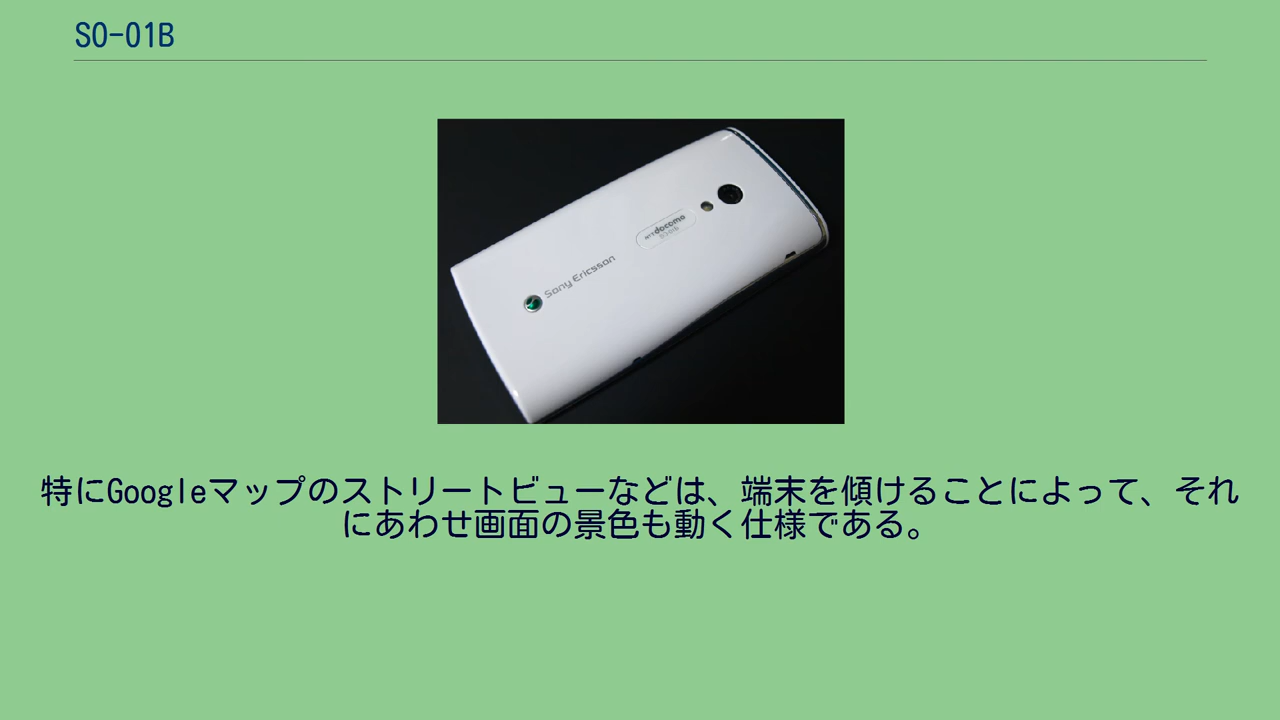 SO-01B
NTT docomo
Sony Ericsson
特にGoogleマップのストリートビューなどは、端末を傾けることによって、それ
にあわせ画面の景色も動く仕様である。